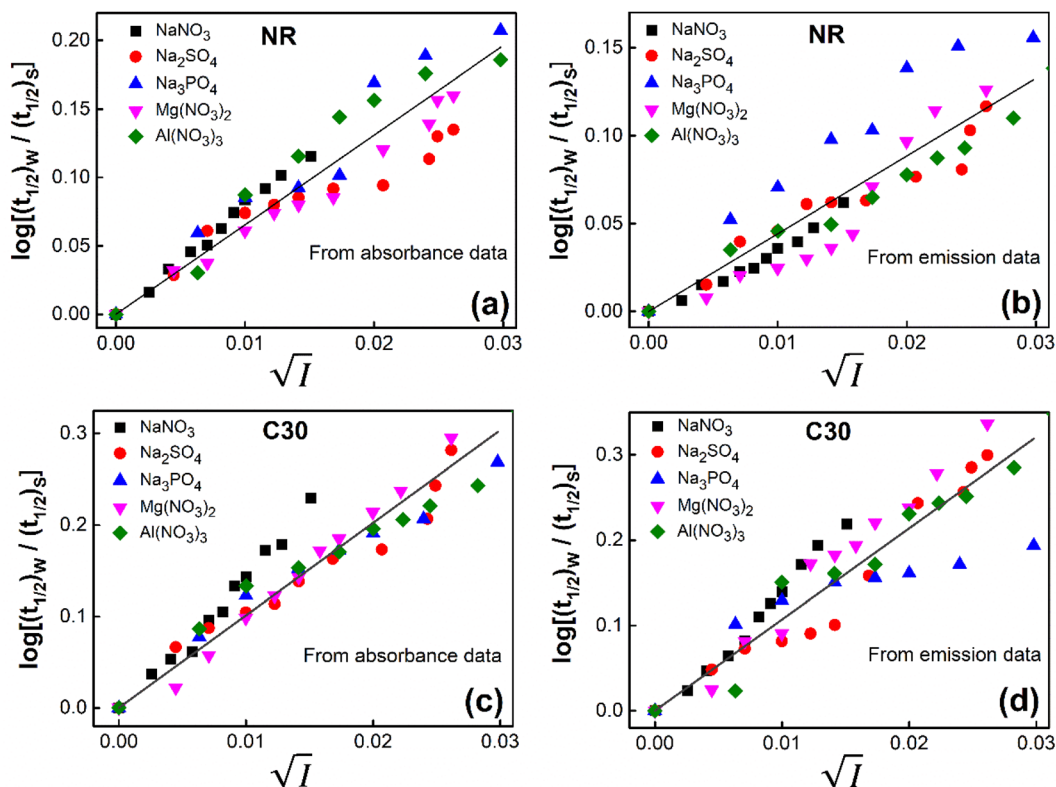 (a)
NR
NaNO₃
Na₂SO₄
Na₃PO₄
Mg(NO₃)₂
Al(NO₃)₃
From absorbance data
log[(t₁/₂)w / (t₁/₂)s]
0.20
0.15
0.10
0.05
0.00
0.00 0.01 0.02 0.03
√I
(b)
NR
NaNO₃
Na₂SO₄
Na₃PO₄
Mg(NO₃)₂
Al(NO₃)₃
From emission data
log[(t₁/₂)w / (t₁/₂)s]
0.15
0.10
0.05
0.00
0.00 0.01 0.02 0.03
√I
(c)
C30
NaNO₃
Na₂SO₄
Na₃PO₄
Mg(NO₃)₂
Al(NO₃)₃
From absorbance data
log[(t₁/₂)w / (t₁/₂)s]
0.3
0.2
0.1
0.0
0.00 0.01 0.02 0.03
√I
(d)
C30
NaNO₃
Na₂SO₄
Na₃PO₄
Mg(NO₃)₂
Al(NO₃)₃
From emission data
log[(t₁/₂)w / (t₁/₂)s]
0.3
0.2
0.1
0.0
0.00 0.01 0.02 0.03
√I